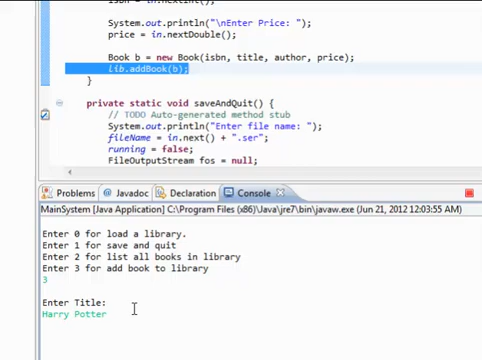 System.out.println("\nEnter Price: ");
price = in.nextDouble();
Book b = new Book(isbn, title, author, price);
lib.addBook(b);
}
private static void saveAndQuit() {
// TODO Auto-generated method stub
System.out.println("Enter file name: ");
fileName = in.next() + ".ser";
running = false;
FileOutputStream fos = null;
Problems @ Javadoc Declaration Console
MainSystem [Java Application] C:\Program Files (x86)\Java\jre7\bin\javaw.exe (Jun 21, 2012 12:03:55 AM)
Enter 0 for load a library.
Enter 1 for save and quit
Enter 2 for list all books in library
Enter 3 for add book to library
3
Enter Title:
Harry Potter